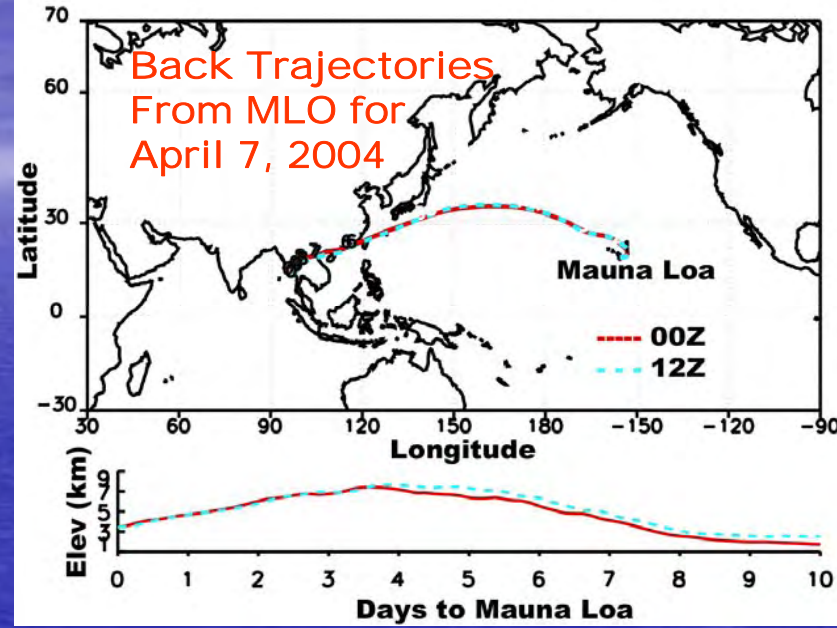 Back Trajectories
From MLO for
April 7, 2004
70
60
30
0
-30
Latitude
Mauna Loa
00Z
12Z
30 60 90 120 150 180 -150 -120 -90
Longitude
Elev (km)
9
7
5
3
1
0 1 2 3 4 5 6 7 8 9 10
Days to Mauna Loa